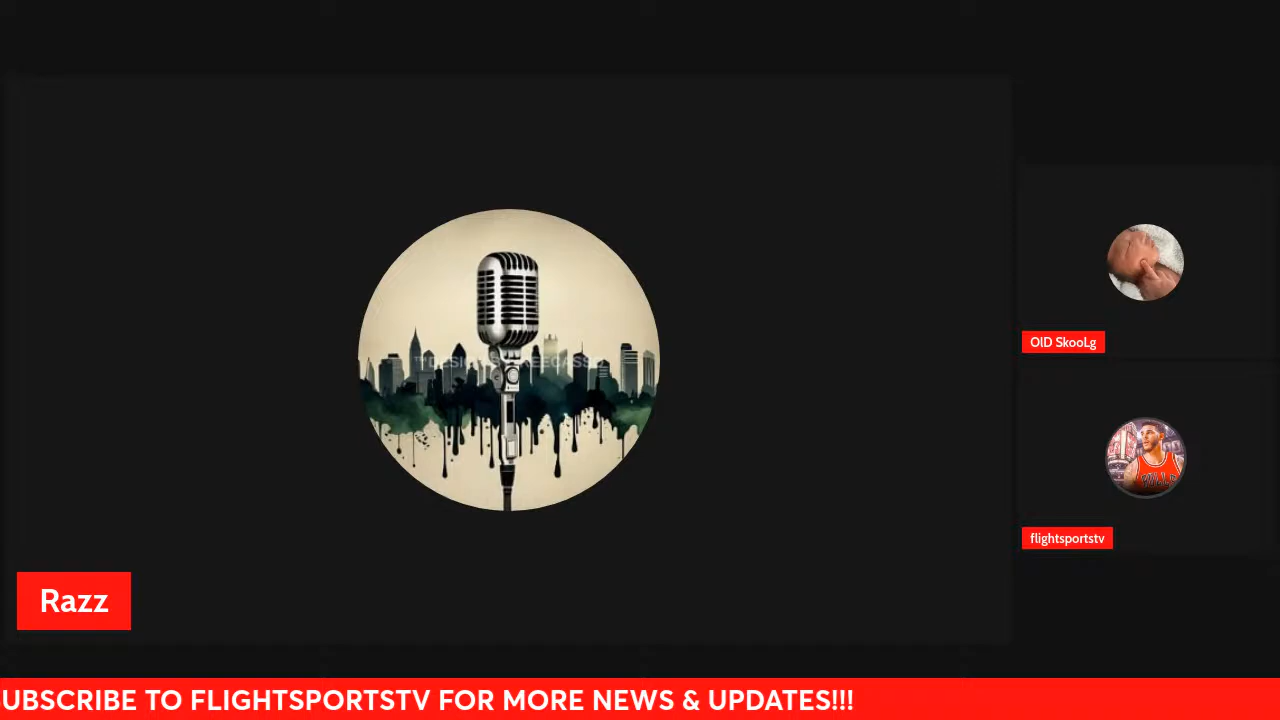 OlD SkooLg
flightsportstv
Razz
UBSCRIBE TO FLIGHTSPORTSTV FOR MORE NEWS & UPDATES!!!